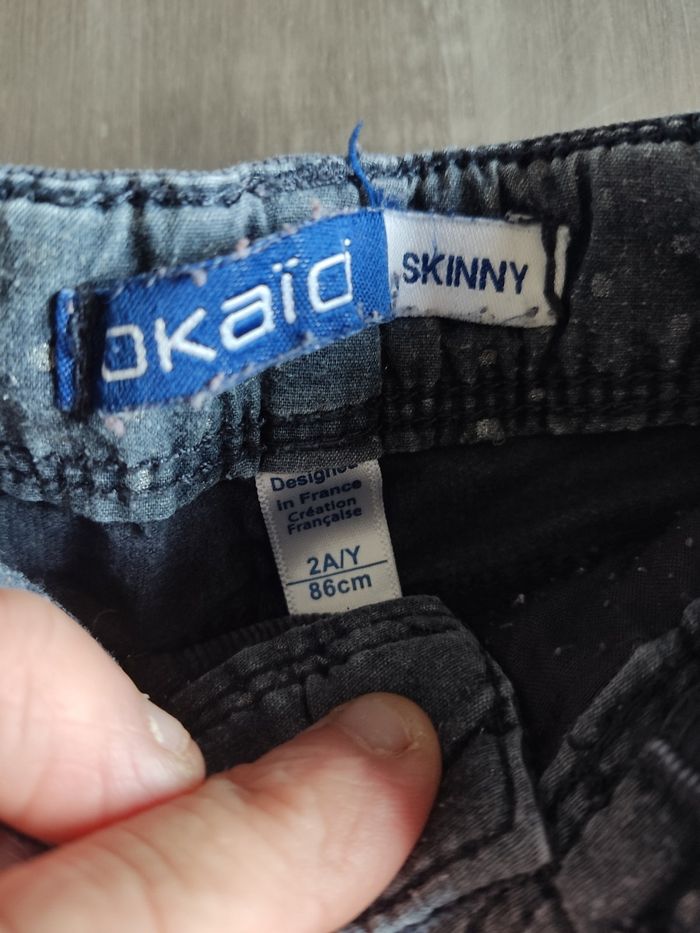 okaïdi
SKINNY
Designed
in France
Création
Française
2A/Y
86cm